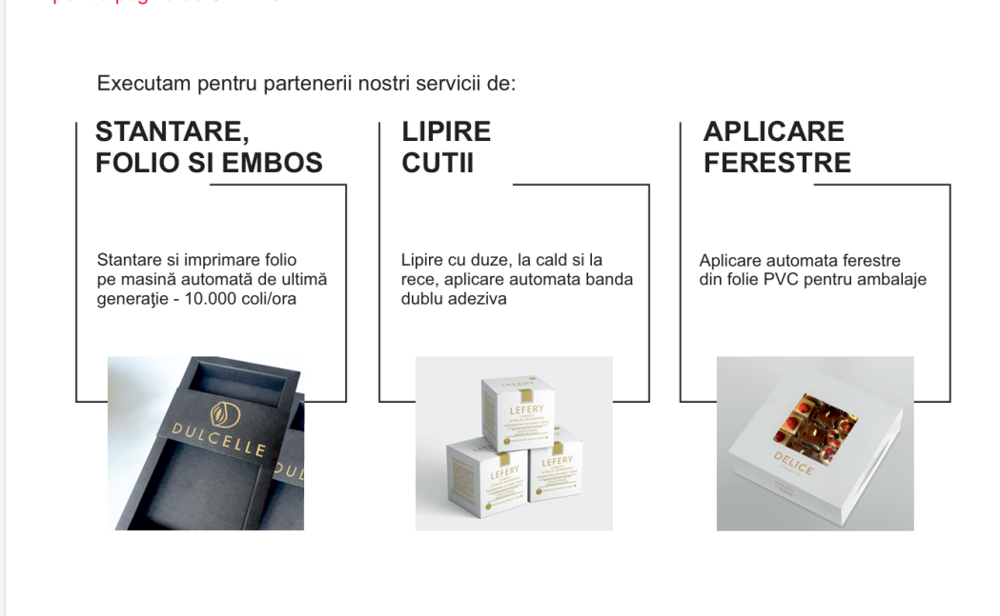 Executam pentru partenerii nostri servicii de:
STANTARE,
FOLIO SI EMBOS
Stantare si imprimare folio
pe masină automată de ultimă
generaţie - 10.000 coli/ora
DULCELLE
LIPIRE
CUTII
Lipire cu duze, la cald si la
rece, aplicare automata banda
dublu adeziva
LEFERY
LEFERY
LEFERY
APLICARE
FERESTRE
Aplicare automata ferestre
din folie PVC pentru ambalaje
DELICE